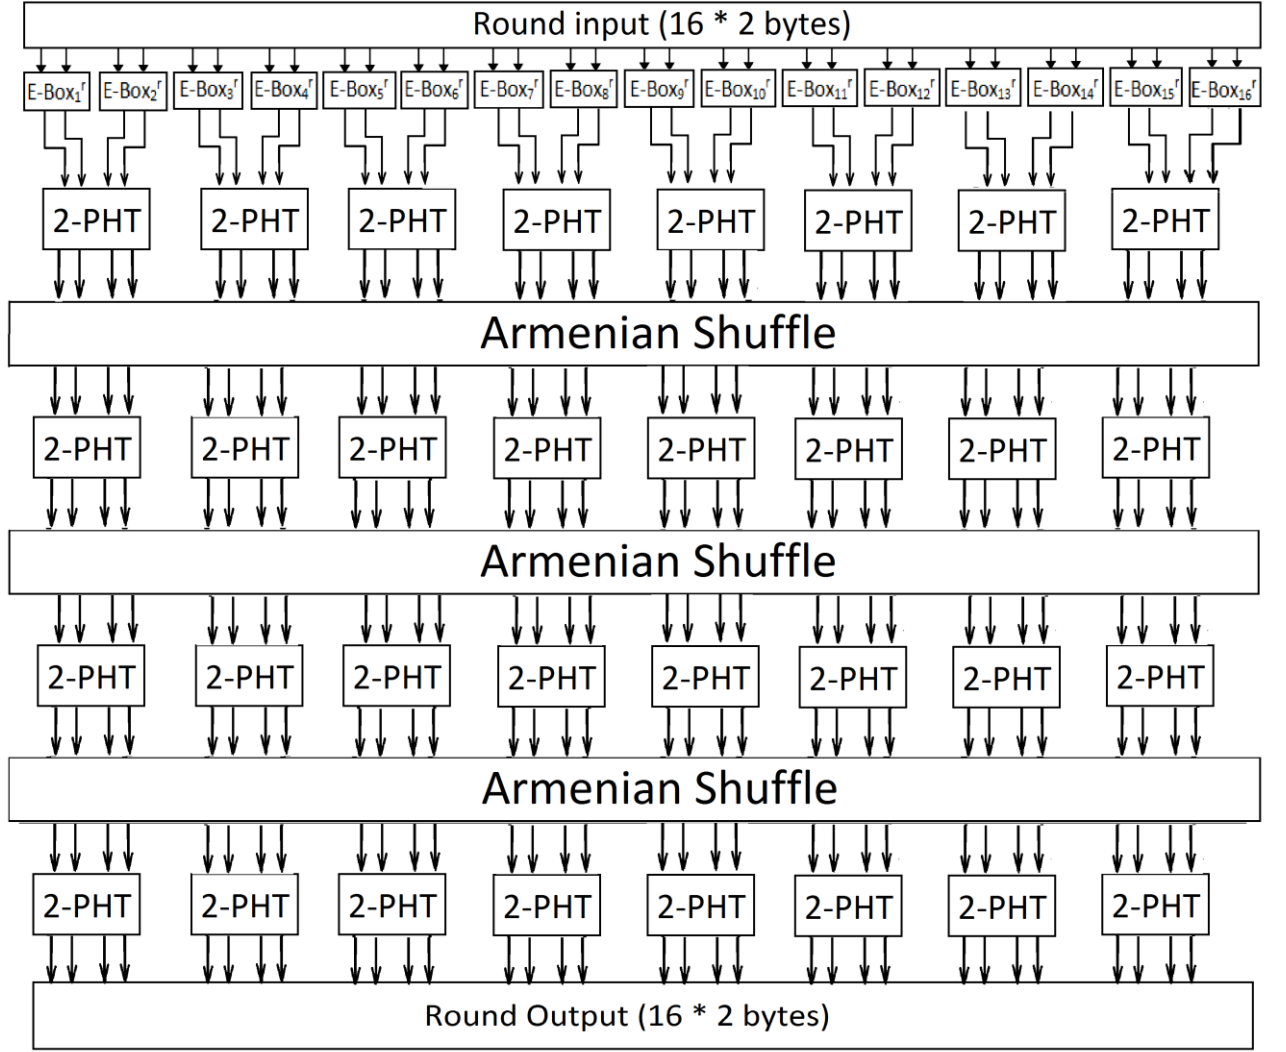 Round input (16 * 2 bytes)
E-Box₁ʳ E-Box₂ʳ E-Box₃ʳ E-Box₄ʳ E-Box₅ʳ E-Box₆ʳ E-Box₇ʳ E-Box₈ʳ E-Box₉ʳ E-Box₁₀ʳ E-Box₁₁ʳ E-Box₁₂ʳ E-Box₁₃ʳ E-Box₁₄ʳ E-Box₁₅ʳ E-Box₁₆ʳ
2-PHT 2-PHT 2-PHT 2-PHT 2-PHT 2-PHT 2-PHT 2-PHT
Armenian Shuffle
2-PHT 2-PHT 2-PHT 2-PHT 2-PHT 2-PHT 2-PHT 2-PHT
Armenian Shuffle
2-PHT 2-PHT 2-PHT 2-PHT 2-PHT 2-PHT 2-PHT 2-PHT
Armenian Shuffle
2-PHT 2-PHT 2-PHT 2-PHT 2-PHT 2-PHT 2-PHT 2-PHT
Round Output (16 * 2 bytes)